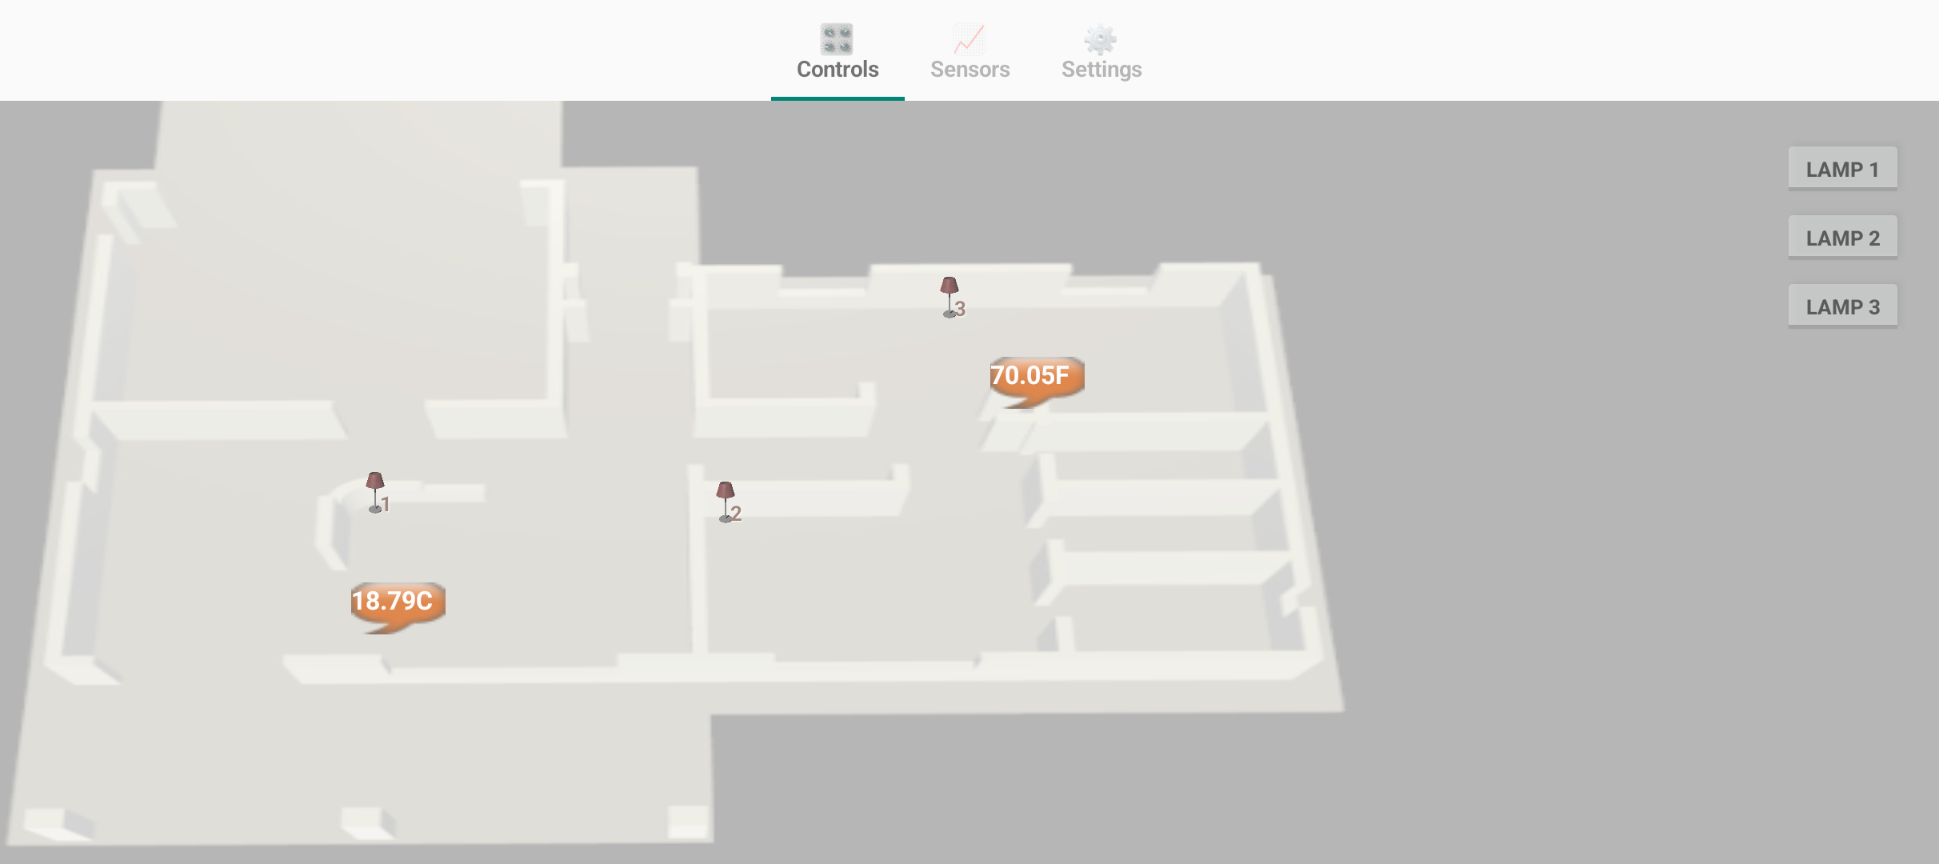 Controls
Sensors
Settings
LAMP 1
LAMP 2
LAMP 3
3
70.05F
1
2
18.79C